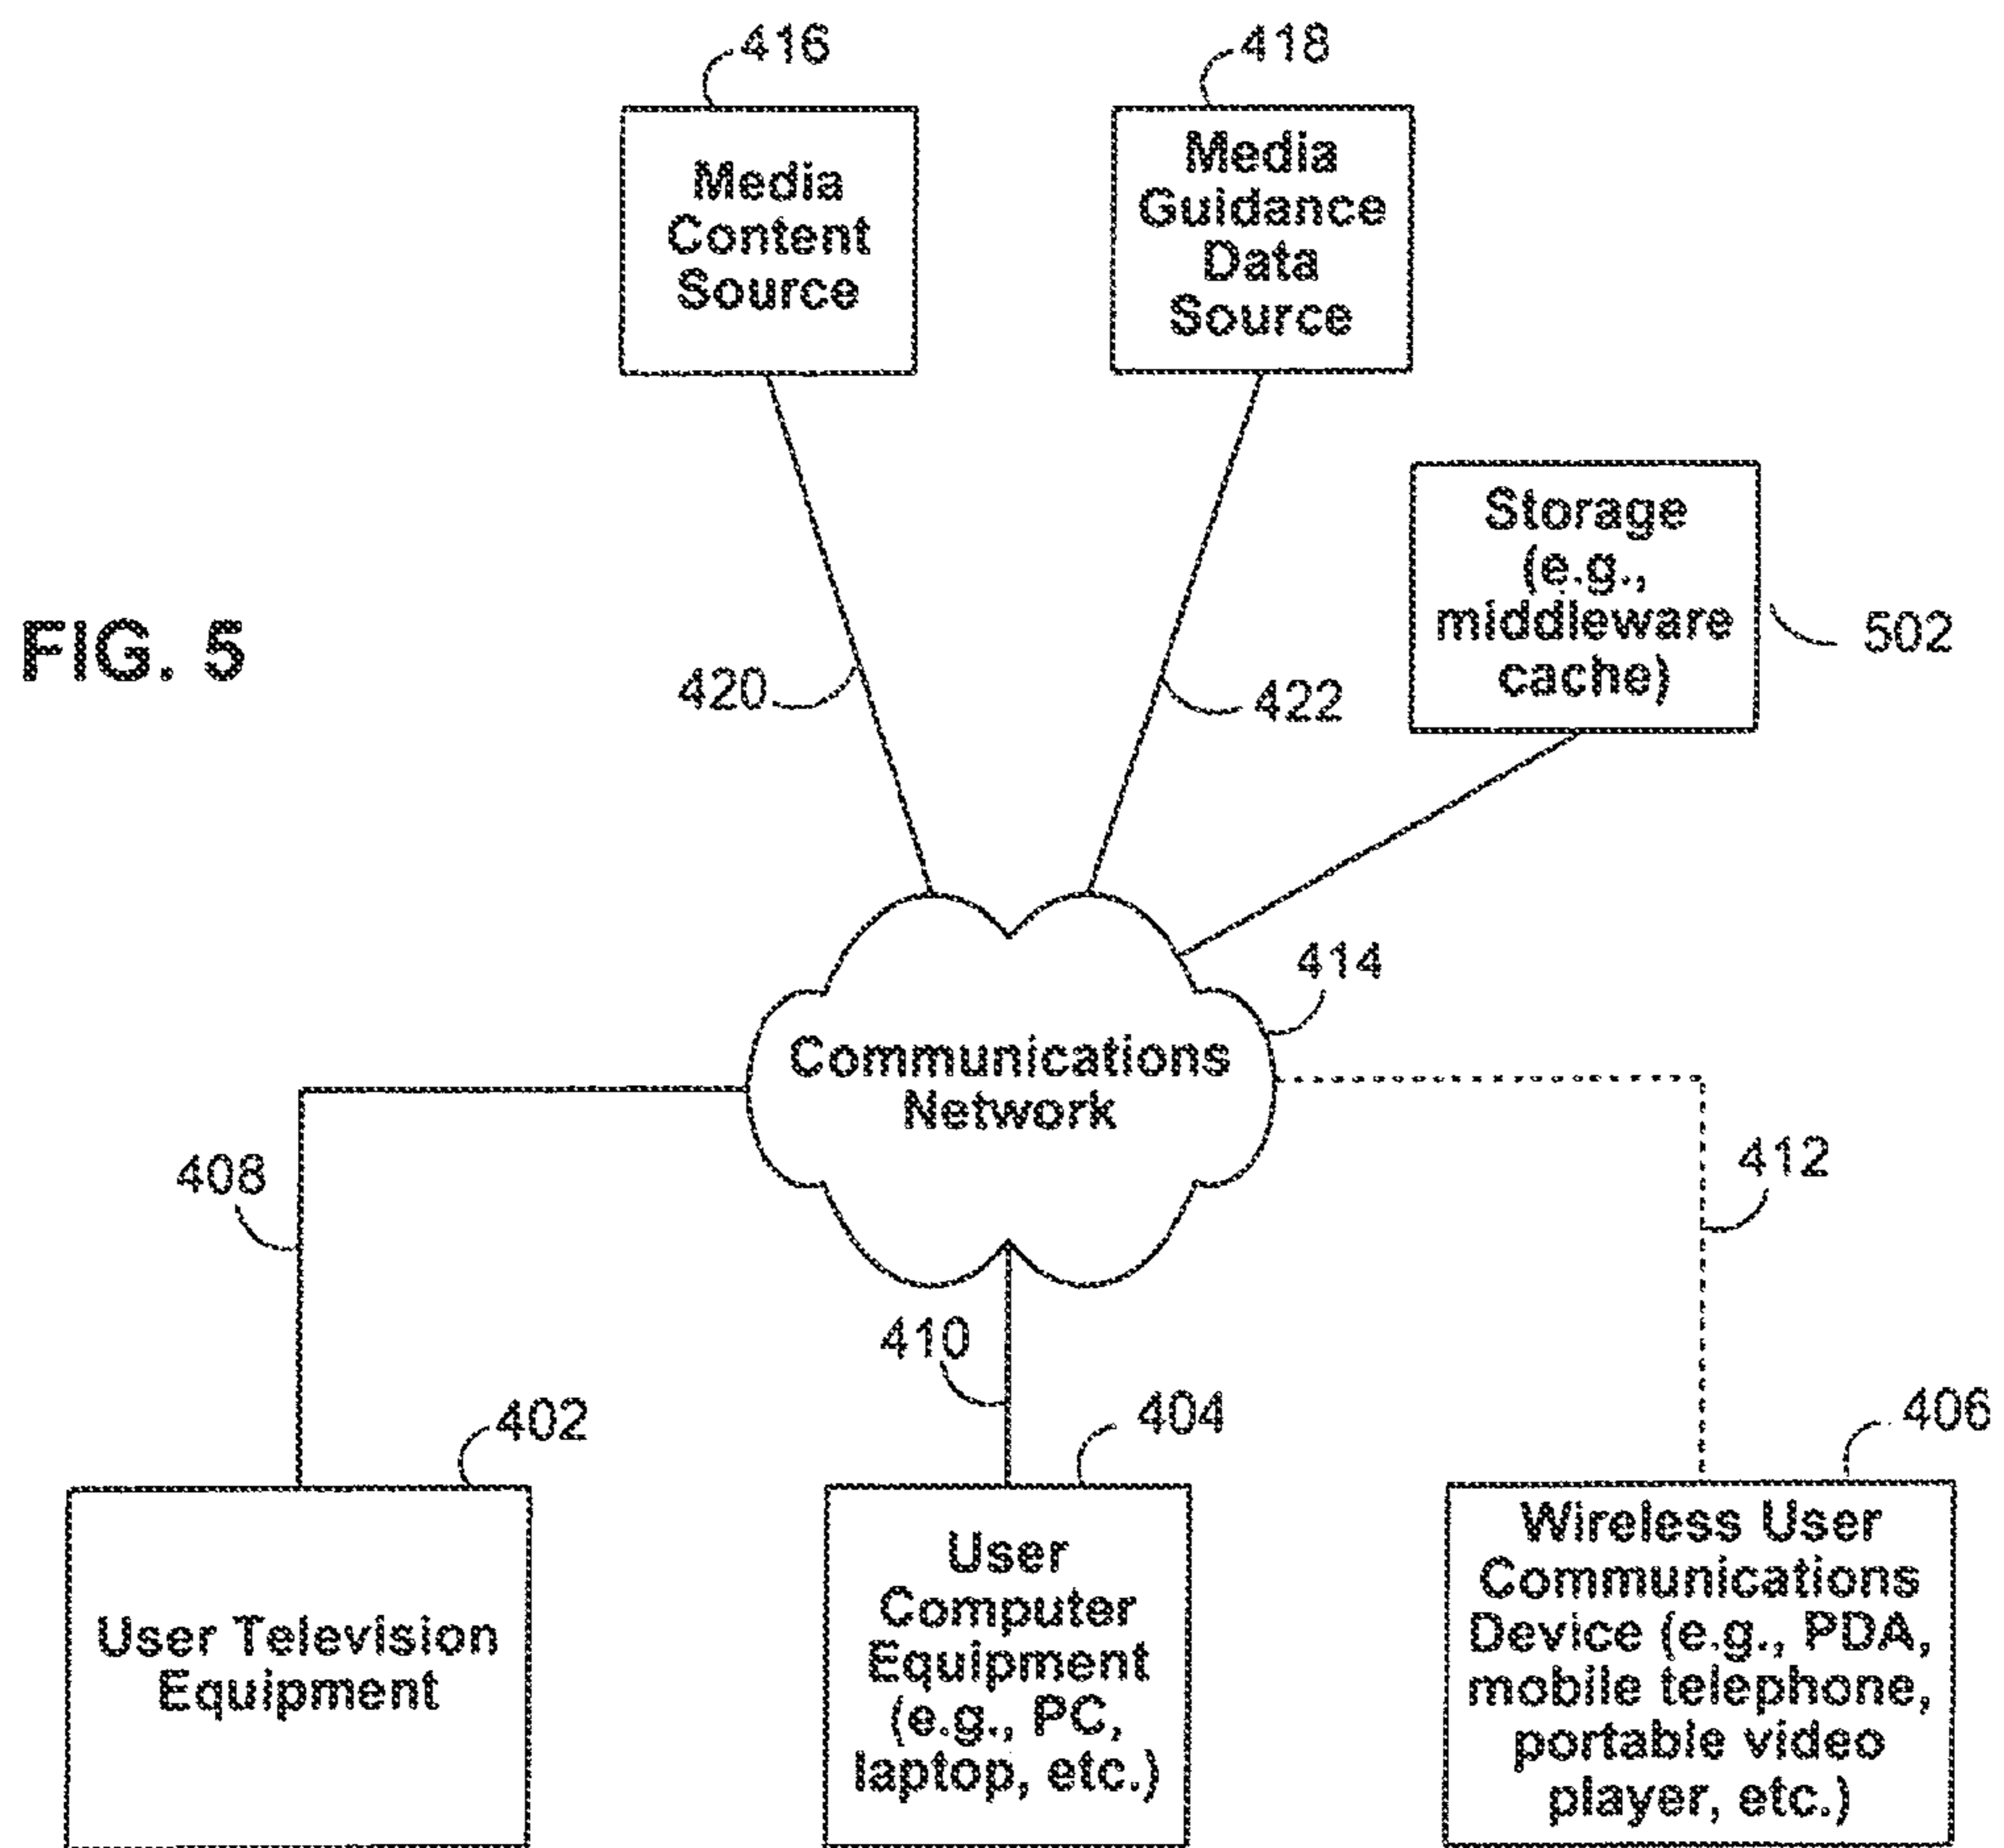 416
418
Media
Content
Source
Media
Guidance
Data
Source
Storage
(e.g.,
middleware
cache)
502
FIG. 5
420
422
414
Communications
Network
408
412
410
402
404
406
User Television
Equipment
User
Computer
Equipment
(e.g., PC,
laptop, etc.)
Wireless User
Communications
Device (e.g., PDA,
mobile telephone,
portable video
player, etc.)